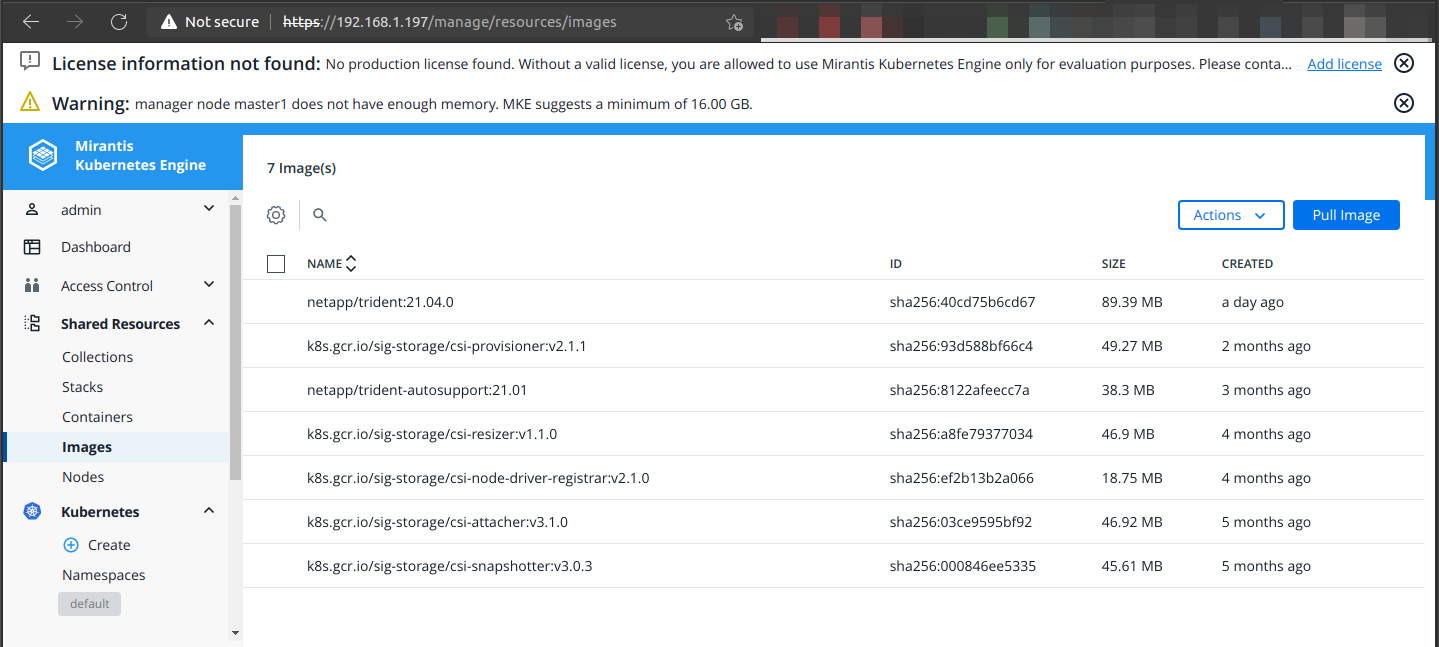 Not secure https://192.168.1.197/manage/resources/images
License information not found: No production license found. Without a valid license, you are allowed to use Mirantis Kubernetes Engine only for evaluation purposes. Please conta... Add license
Warning: manager node master1 does not have enough memory. MKE suggests a minimum of 16.00 GB.
Mirantis
Kubernetes Engine
admin
Dashboard
Access Control
Shared Resources
Collections
Stacks
Containers
Images
Nodes
Kubernetes
Create
Namespaces
default
7 Image(s)
Actions Pull Image
NAME ID SIZE CREATED
netapp/trident:21.04.0 sha256:40cd75b6cd67 89.39 MB a day ago
k8s.gcr.io/sig-storage/csi-provisioner:v2.1.1 sha256:93d588bf66c4 49.27 MB 2 months ago
netapp/trident-autosupport:21.01 sha256:8122afeecc7a 38.3 MB 3 months ago
k8s.gcr.io/sig-storage/csi-resizer:v1.1.0 sha256:a8fe79377034 46.9 MB 4 months ago
k8s.gcr.io/sig-storage/csi-node-driver-registrar:v2.1.0 sha256:ef2b13b2a066 18.75 MB 4 months ago
k8s.gcr.io/sig-storage/csi-attacher:v3.1.0 sha256:03ce9595bf92 46.92 MB 5 months ago
k8s.gcr.io/sig-storage/csi-snapshotter:v3.0.3 sha256:000846ee5335 45.61 MB 5 months ago